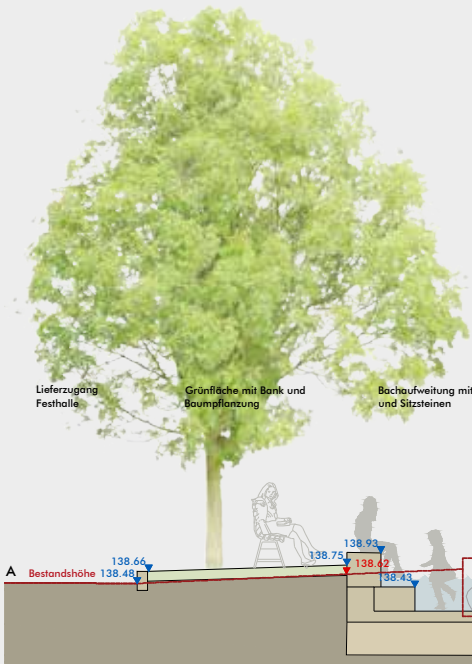 Lieferzugang
Festhalle
Grünfläche mit Bank und
Baumpflanzung
Bachaufweitung mit
und Sitzsteinen
138.93
138.75
138.62
138.66
A
Bestandshöhe
138.48
138.43